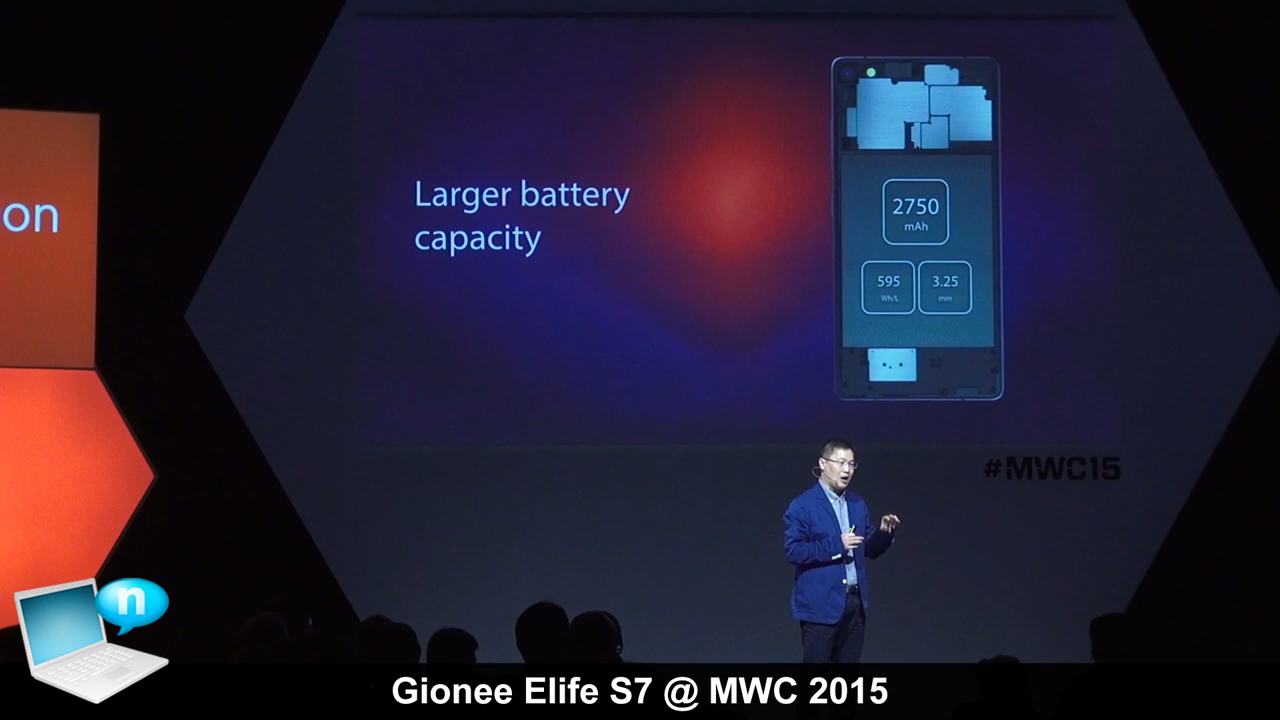 on
Larger battery
capacity
2750
mAh
595
Wh/L
3.25
mm
#MWC15
n
Gionee Elife S7 @ MWC 2015